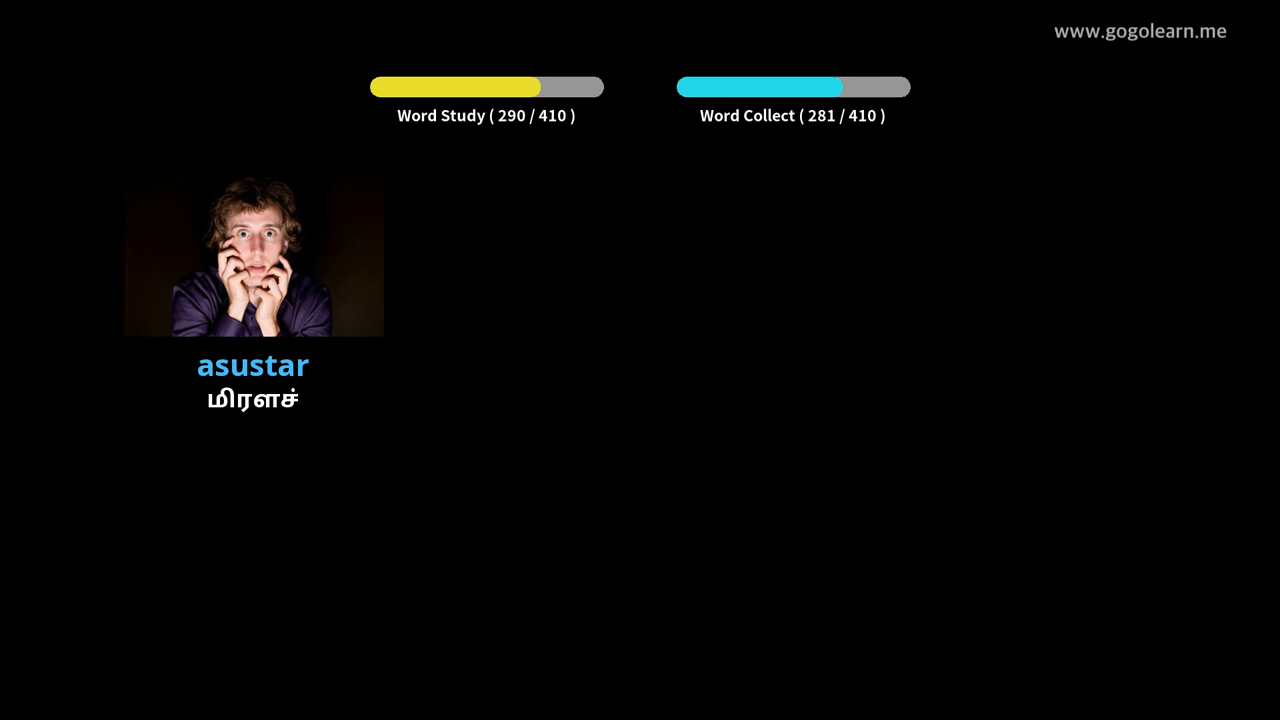 www.gogolearn.me
Word Study ( 290 / 410 )
Word Collect ( 281 / 410 )
asustar
மிரளச்